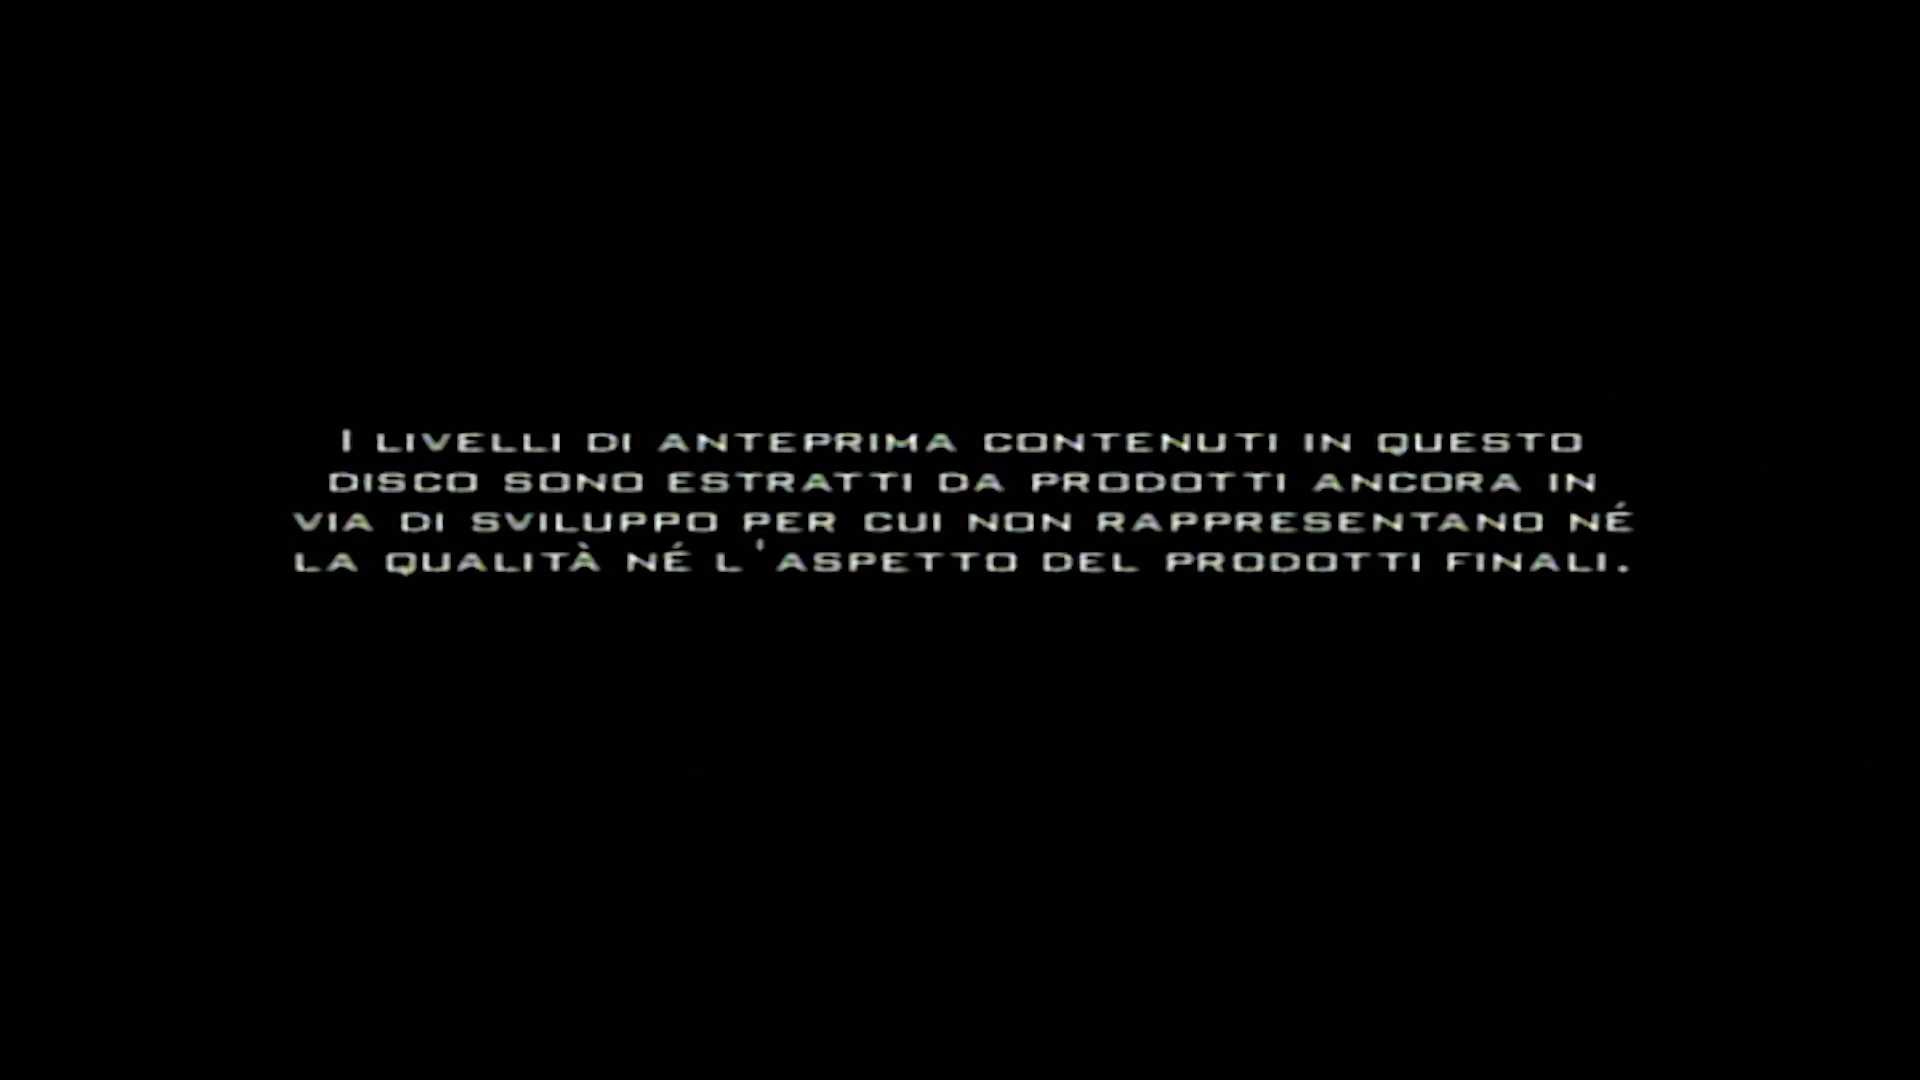 I LIVELLI DI ANTEPRIMA CONTENUTI IN QUESTO
DISCO SONO ESTRATTI DA PRODOTTI ANCORA IN
VIA DI SVILUPPO PER CUI NON RAPPRESENTANO NÉ
LA QUALITÀ NÉ L'ASPETTO DEL PRODOTTI FINALI.